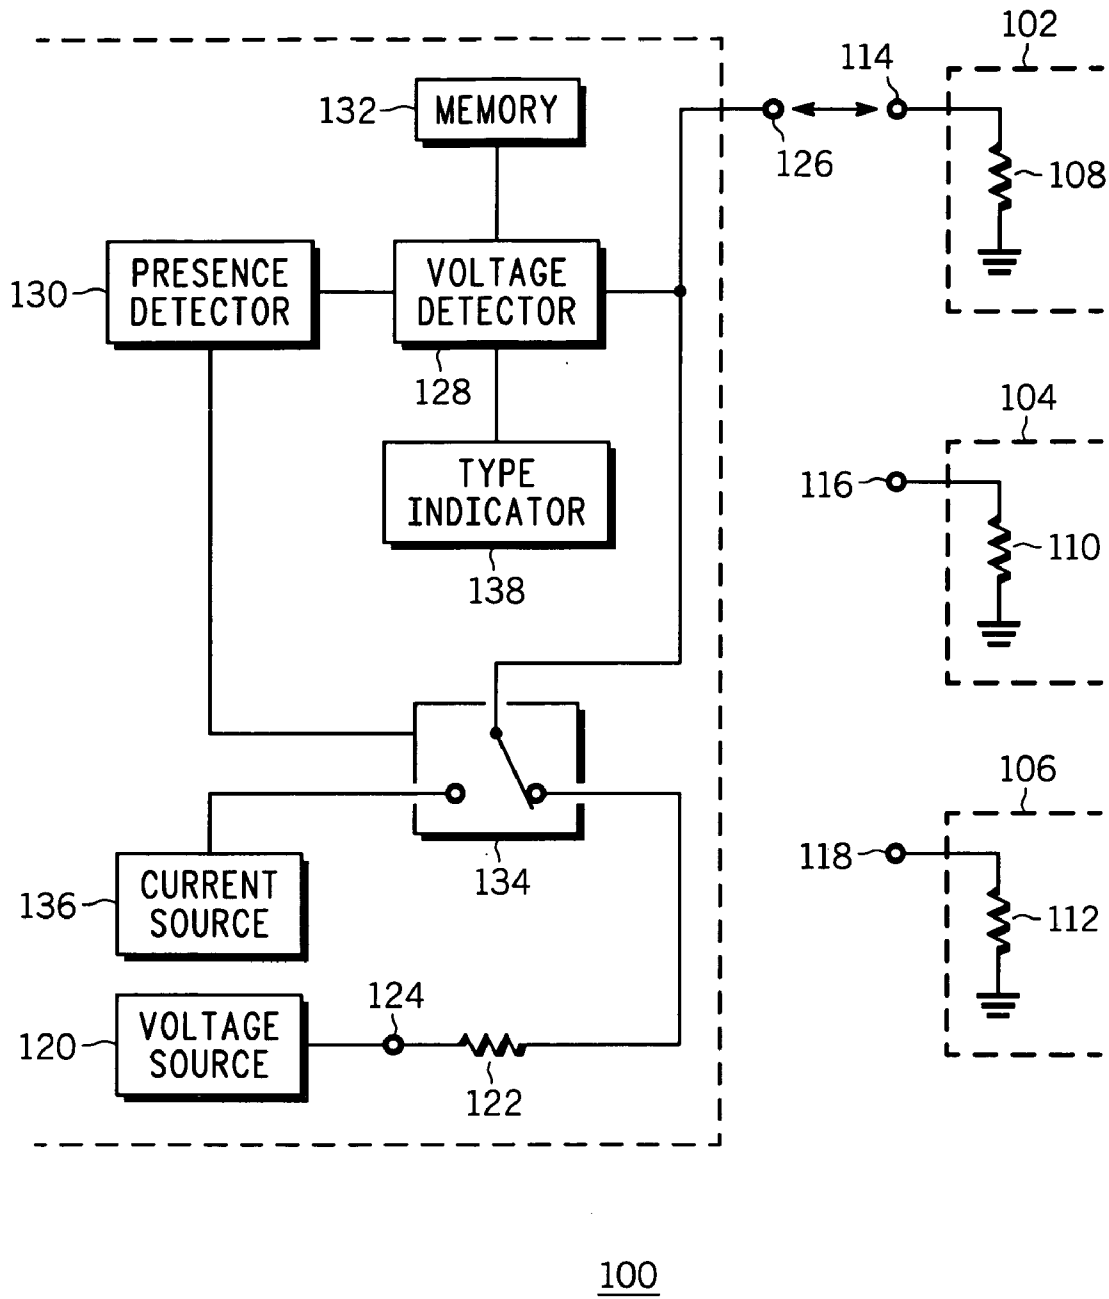 102
114
132
MEMORY
126
108
130
PRESENCE
DETECTOR
VOLTAGE
DETECTOR
128
104
TYPE
INDICATOR
116
110
138
106
134
118
136
CURRENT
SOURCE
112
124
120
VOLTAGE
SOURCE
122
100